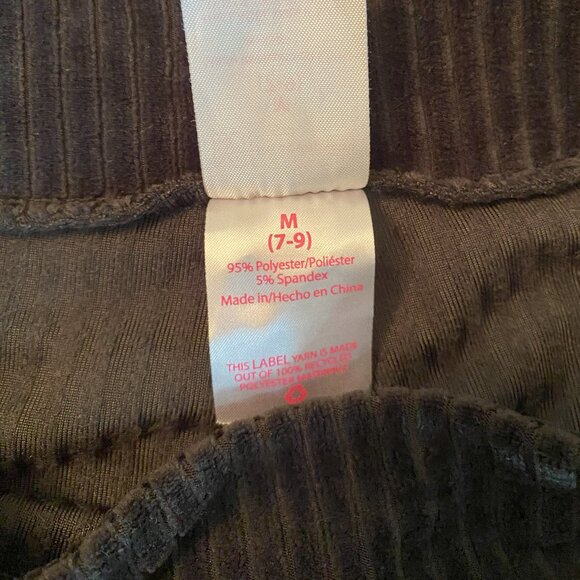 M
(7-9)
95% Polyester/Poliéster
5% Spandex
Made in/Hecho en China
THIS LABEL YARN IS MADE
OUT OF 100% RECYCLED
POLYESTER MATERIALS